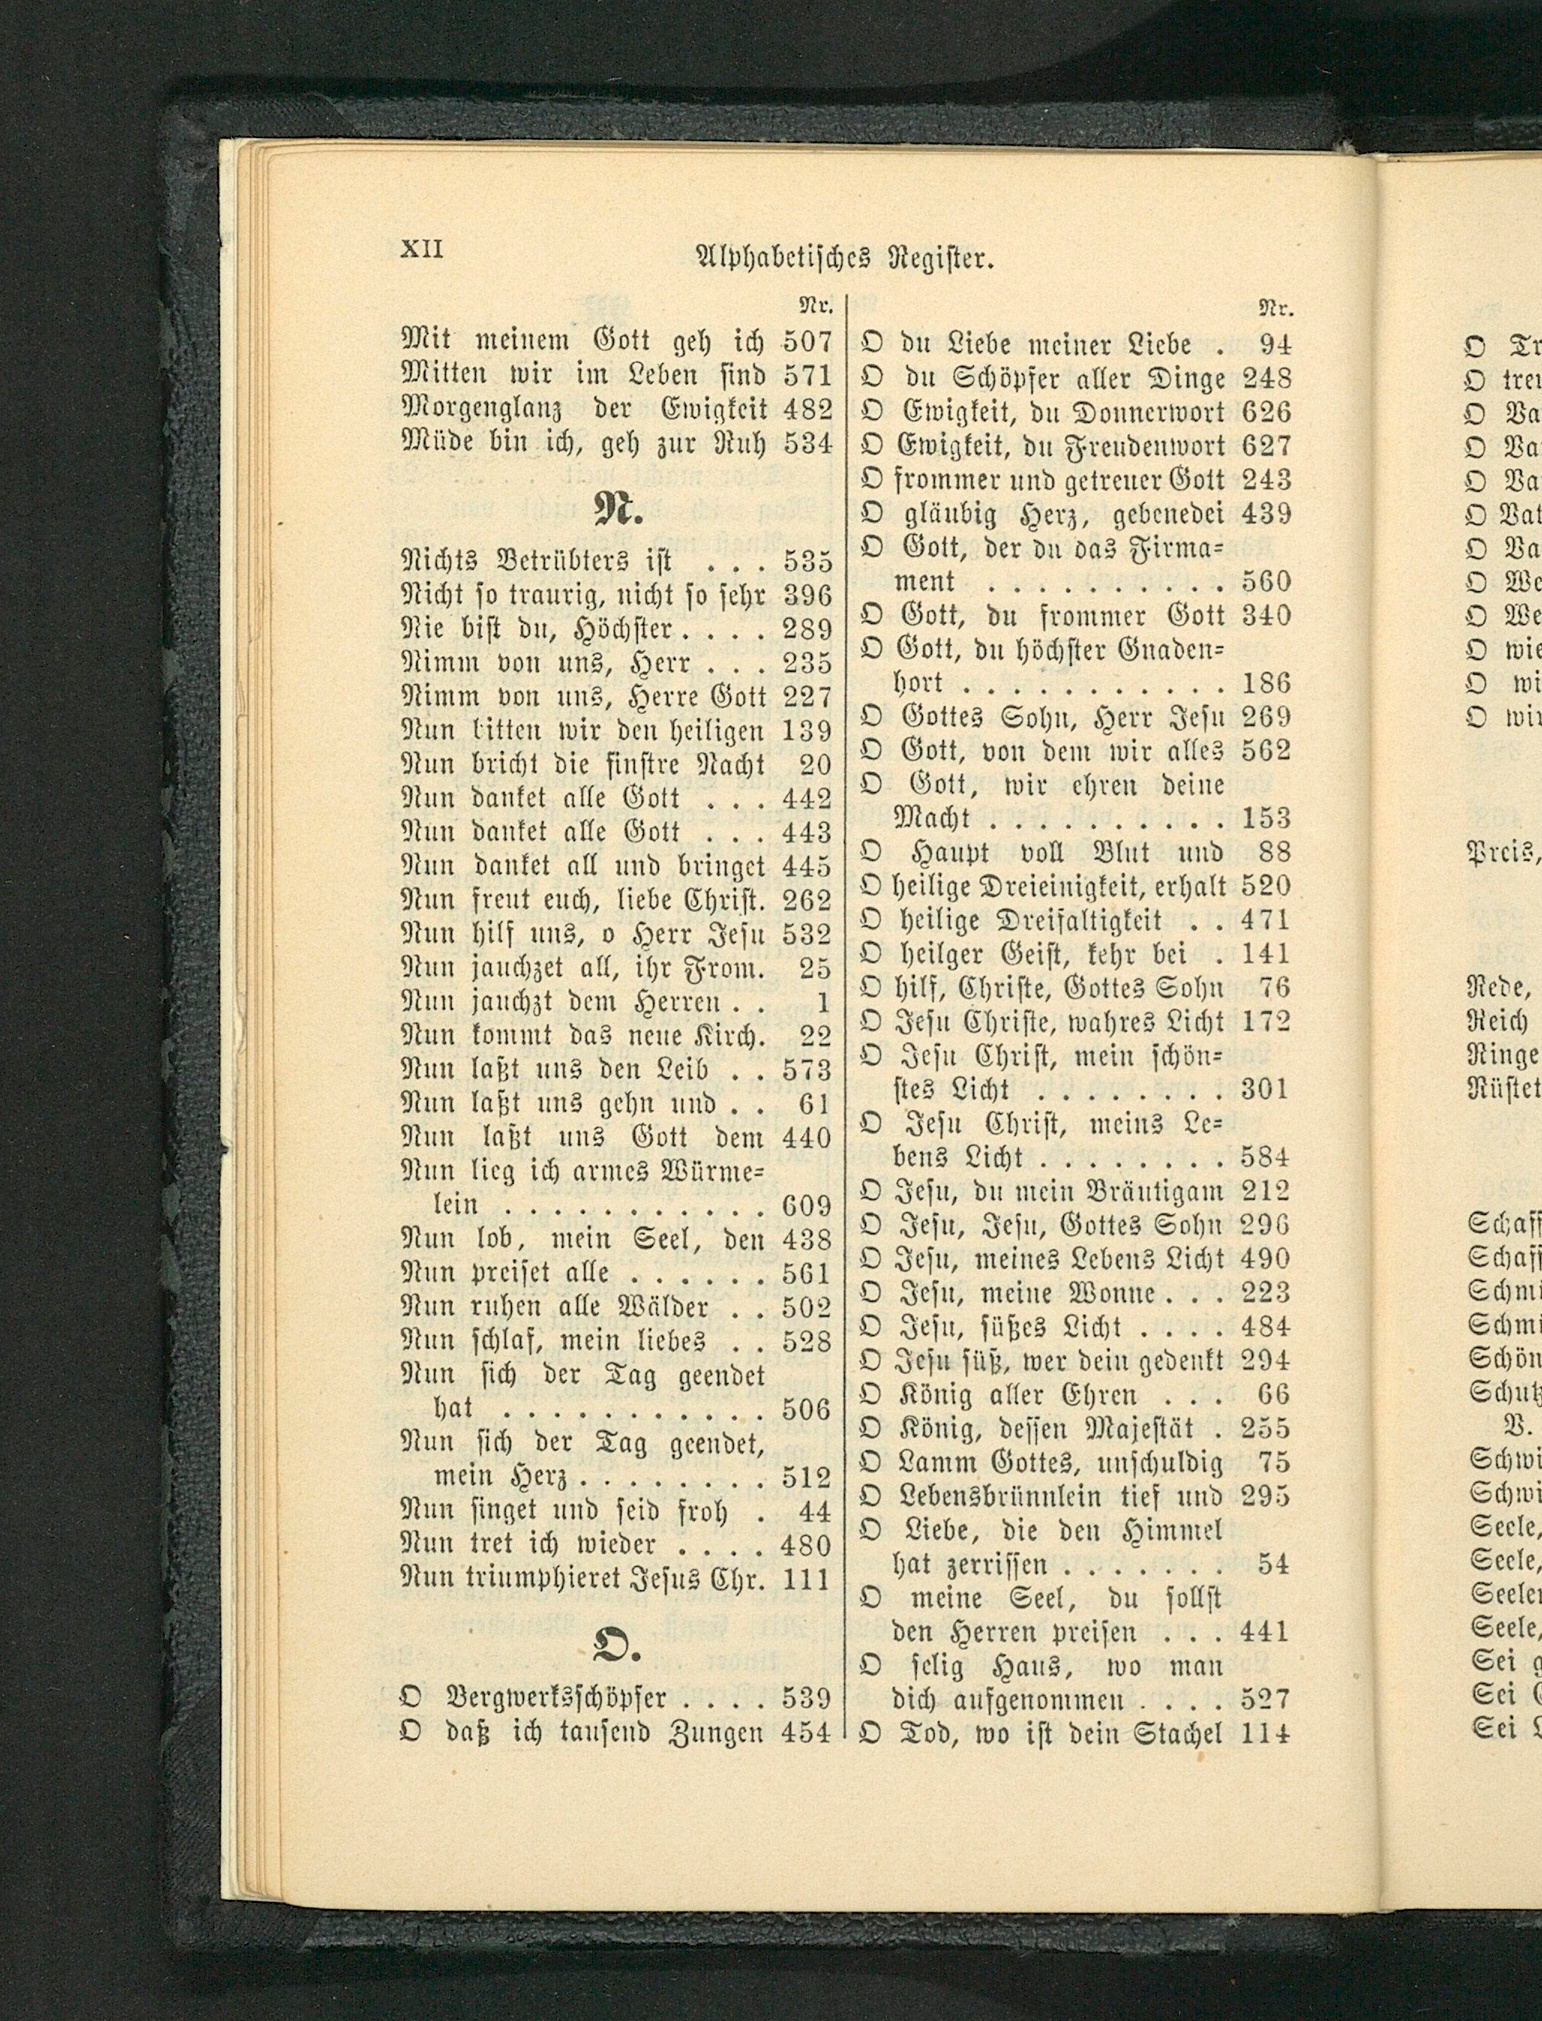 XII
Alphabetisches Register.
Nr.
Mit meinem Gott geh ich 507
Mitten wir im Leben sind 571
Morgenglanz der Ewigkeit 482
Müde bin ich, geh zur Ruh 534
N.
Nichts Betrübters ist . . . 535
Nicht so traurig, nicht so sehr 396
Nie bist du, Höchster . . . . 289
Nimm von uns, Herr . . . 235
Nimm von uns, Herre Gott 227
Nun bitten wir den heiligen 139
Nun bricht die finstre Nacht 20
Nun danket alle Gott . . . 442
Nun danket alle Gott . . . 443
Nun danket all und bringet 445
Nun freut euch, liebe Christ. 262
Nun hilf uns, o Herr Jesu 532
Nun jauchzet all, ihr From. 25
Nun jauchzt dem Herren . . 1
Nun kommt das neue Kirch. 22
Nun laßt uns den Leib . . 573
Nun laßt uns gehn und . . 61
Nun laßt uns Gott dem 440
Nun lieg ich armes Würme=
lein . . . . . . . . . . . 609
Nun lob, mein Seel, den 438
Nun preiset alle . . . . . . 561
Nun ruhen alle Wälder . . 502
Nun schlaf, mein liebes . . 528
Nun sich der Tag geendet
hat . . . . . . . . . . . 506
Nun sich der Tag geendet,
mein Herz . . . . . . . . 512
Nun singet und seid froh . 44
Nun tret ich wieder . . . . 480
Nun triumphieret Jesus Chr. 111
O.
O Bergwerksschöpfer . . . . 539
O daß ich tausend Zungen 454
Nr.
O du Liebe meiner Liebe . 94
O du Schöpfer aller Dinge 248
O Ewigkeit, du Donnerwort 626
O Ewigkeit, du Freudenwort 627
O frommer und getreuer Gott 243
O gläubig Herz, gebenedei 439
O Gott, der du das Firma=
ment . . . . . . . . . . 560
O Gott, du frommer Gott 340
O Gott, du höchster Gnaden=
hort . . . . . . . . . . . 186
O Gottes Sohn, Herr Jesu 269
O Gott, von dem wir alles 562
O Gott, wir ehren deine
Macht . . . . . . . . . . 153
O Haupt voll Blut und 88
O heilige Dreieinigkeit, erhalt 520
O heilige Dreifaltigkeit . . 471
O heilger Geist, kehr bei . 141
O hilf, Christe, Gottes Sohn 76
O Jesu Christe, wahres Licht 172
O Jesu Christ, mein schön=
stes Licht . . . . . . . . 301
O Jesu Christ, meins Le=
bens Licht . . . . . . . . 584
O Jesu, du mein Bräutigam 212
O Jesu, Jesu, Gottes Sohn 296
O Jesu, meines Lebens Licht 490
O Jesu, meine Wonne . . . 223
O Jesu, süßes Licht . . . . 484
O Jesu süß, wer dein gedenkt 294
O König aller Ehren . . . 66
O König, dessen Majestät . 255
O Lamm Gottes, unschuldig 75
O Lebensbrünnlein tief und 295
O Liebe, die den Himmel
hat zerrissen . . . . . . . 54
O meine Seel, du sollst
den Herren preisen . . . 441
O selig Haus, wo man
dich aufgenommen . . . . 527
O Tod, wo ist dein Stachel 114
O
O
O
O
O
O
O
O
O
O
O
O
Preis,
Rede,
Reich
V.
Seele,
Seele,
Seele,
Sei
Sei
Sei